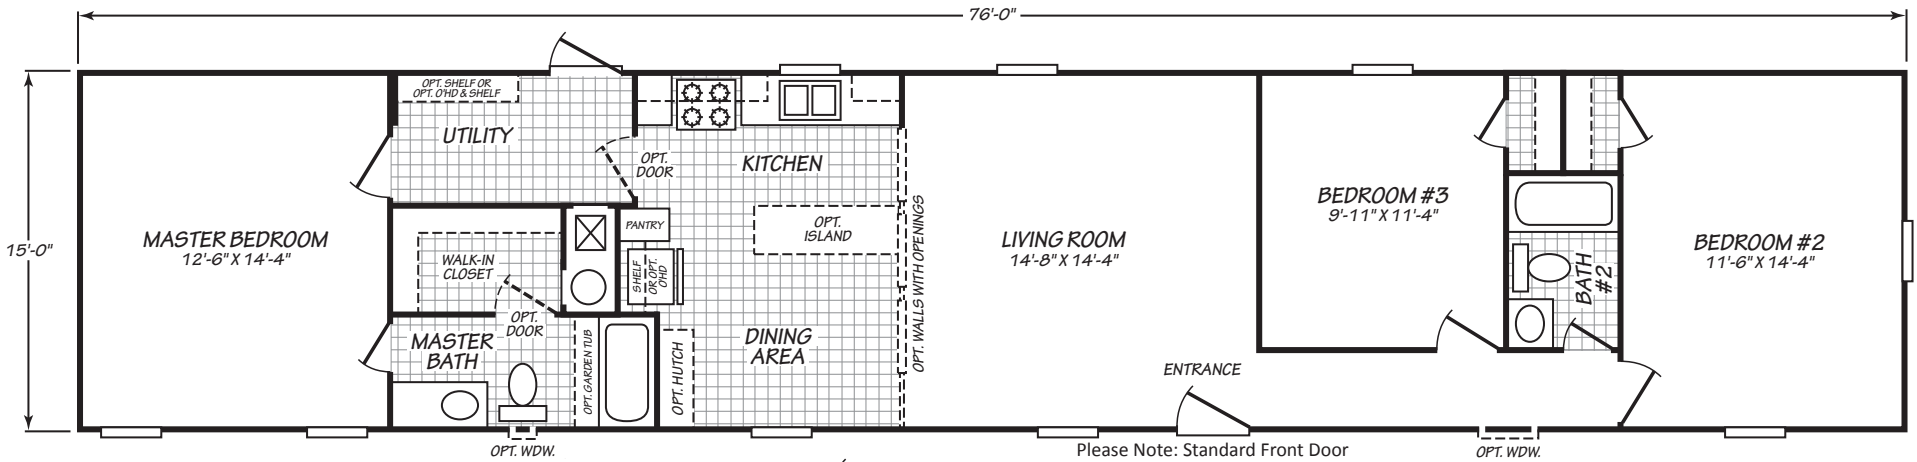 76'-0"
15'-0"
MASTER BEDROOM
12'-6" X 14'-4"
OPT. SHELF OR
OPT. O'HD & SHELF
UTILITY
OPT.
DOOR
KITCHEN
PANTRY
OPT.
ISLAND
SHELF
OR OPT.
O'HD
WALK-IN
CLOSET
OPT.
DOOR
MASTER
BATH
OPT. GARDEN TUB
OPT. HUTCH
DINING
AREA
OPT. WALLS WITH OPENINGS
LIVING ROOM
14'-8" X 14'-4"
ENTRANCE
BEDROOM #3
9'-11" X 11'-4"
BATH
#2
BEDROOM #2
11'-6" X 14'-4"
OPT. WDW.
Please Note: Standard Front Door
OPT. WDW.